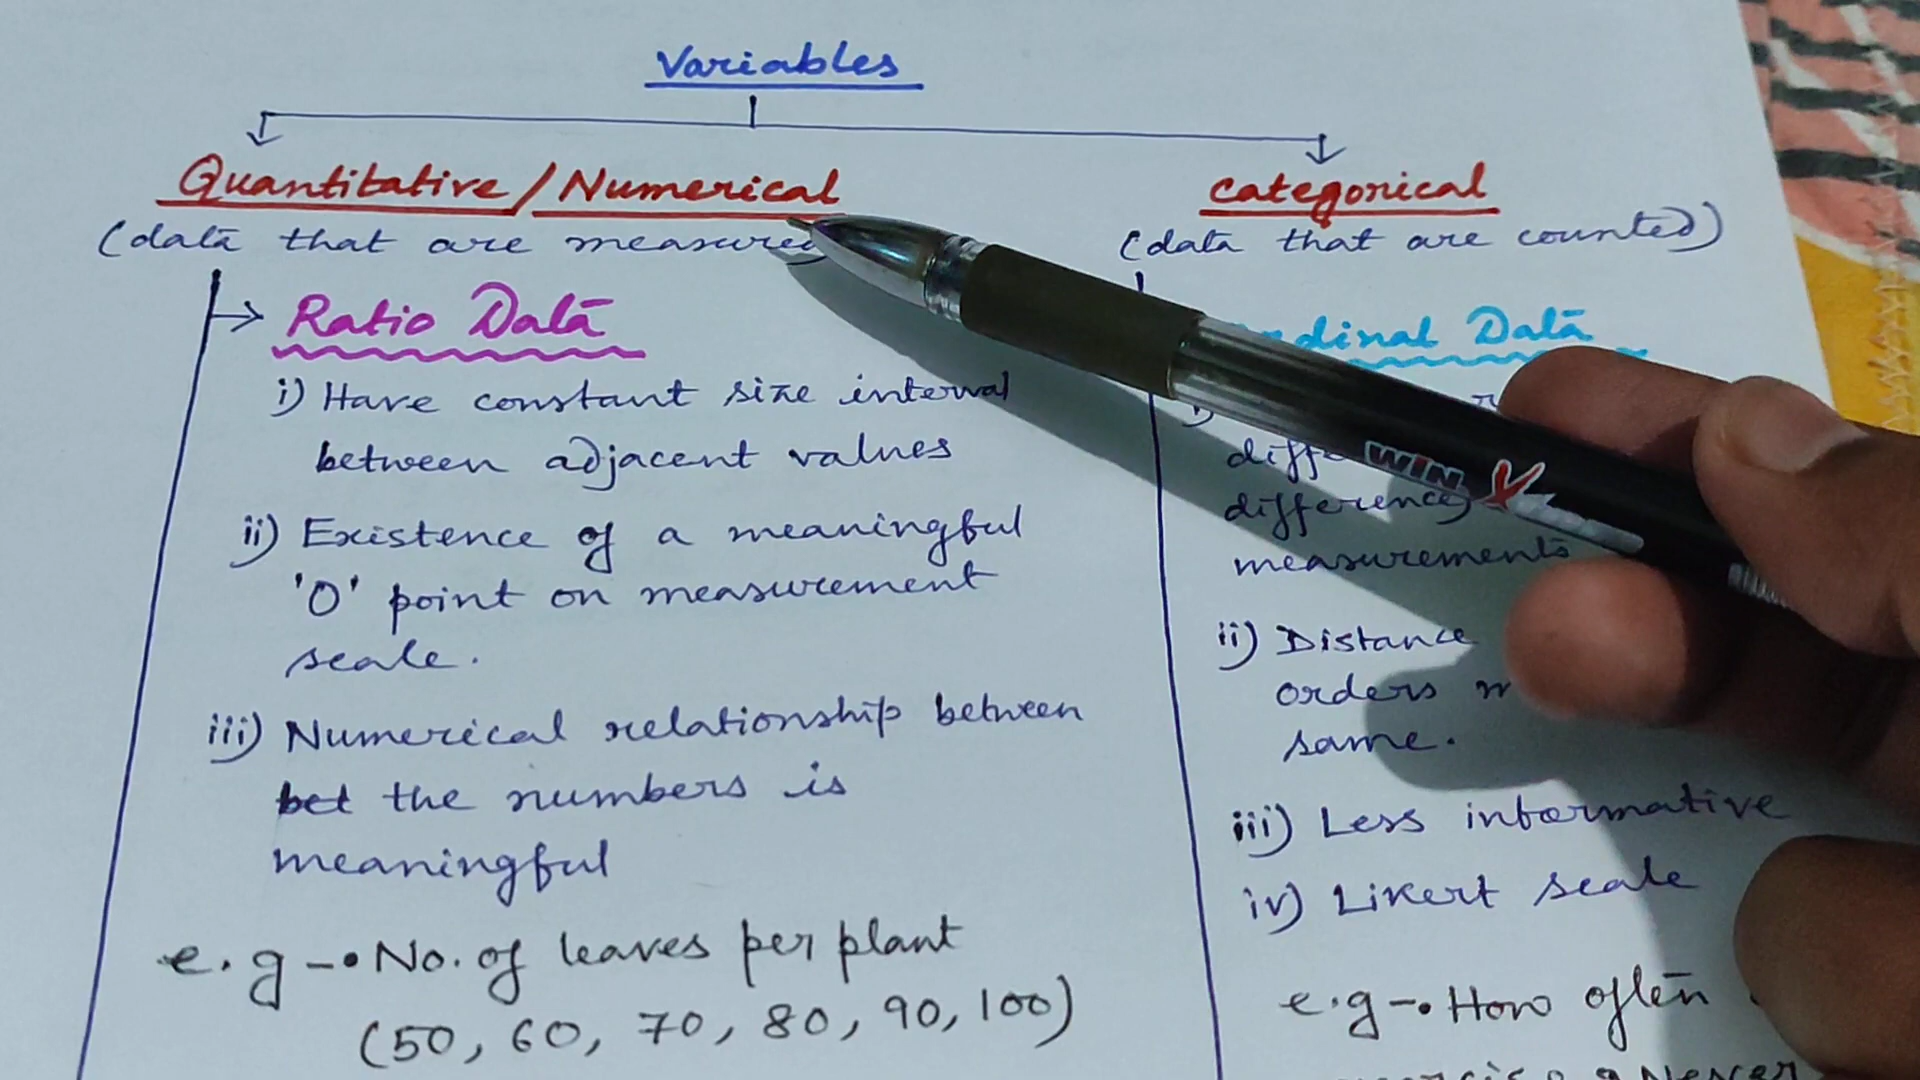 Variables
Quantitative/Numerical
(data that are measured
Ratio Data
i) Have constant size interval
between adjacent values
ii) Existence of a meaningful
'0' point on measurement
scale.
iii) Numerical relationship between
bet the numbers is
meaningful
e.g - • No. of leaves per plant
(50, 60, 70, 80, 90, 100)
categorical
(data that are counted)
Data
difference
measurements
ii) Distance
orders
same.
iii) Less informative
iv) Likert scale
e.g - • How often
WIN